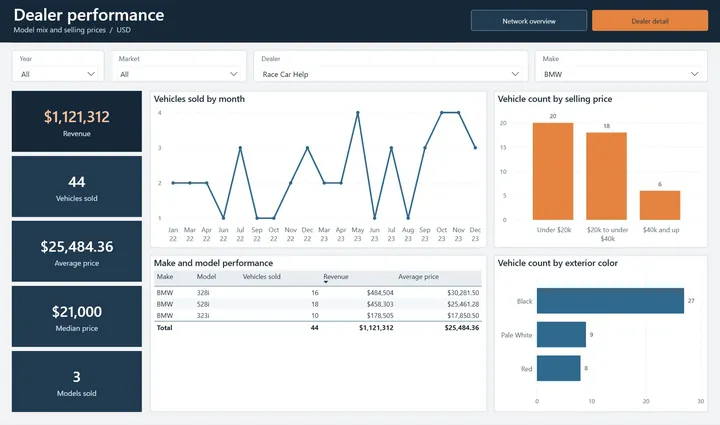 Dealer performance
Model mix and selling prices / USD
Network overview
Dealer detail
Year
All
Market
All
Dealer
Race Car Help
Make
BMW
$1,121,312
Revenue
44
Vehicles sold
$25,484.36
Average price
$21,000
Median price
3
Models sold
Vehicles sold by month
4
3
2
1
Jan Mar Apr Jun Jul Sep Oct Nov Dec Mar Apr May Jun Jul Aug Sep Oct Nov Dec
22 22 22 22 22 22 22 22 22 23 23 23 23 23 23 23 23 23 23
Vehicle count by selling price
20
15
10
5
0
20
18
6
Under $20k
$20k to under
$40k
$40k and up
Make and model performance
Make Model Vehicles sold Revenue Average price
BMW 328i 16 $484,504 $30,281.50
BMW 528i 18 $458,303 $25,461.28
BMW 323i 10 $178,505 $17,850.50
Total 44 $1,121,312 $25,484.36
Vehicle count by exterior color
Black 27
Pale White 9
Red 8
0 10 20 30